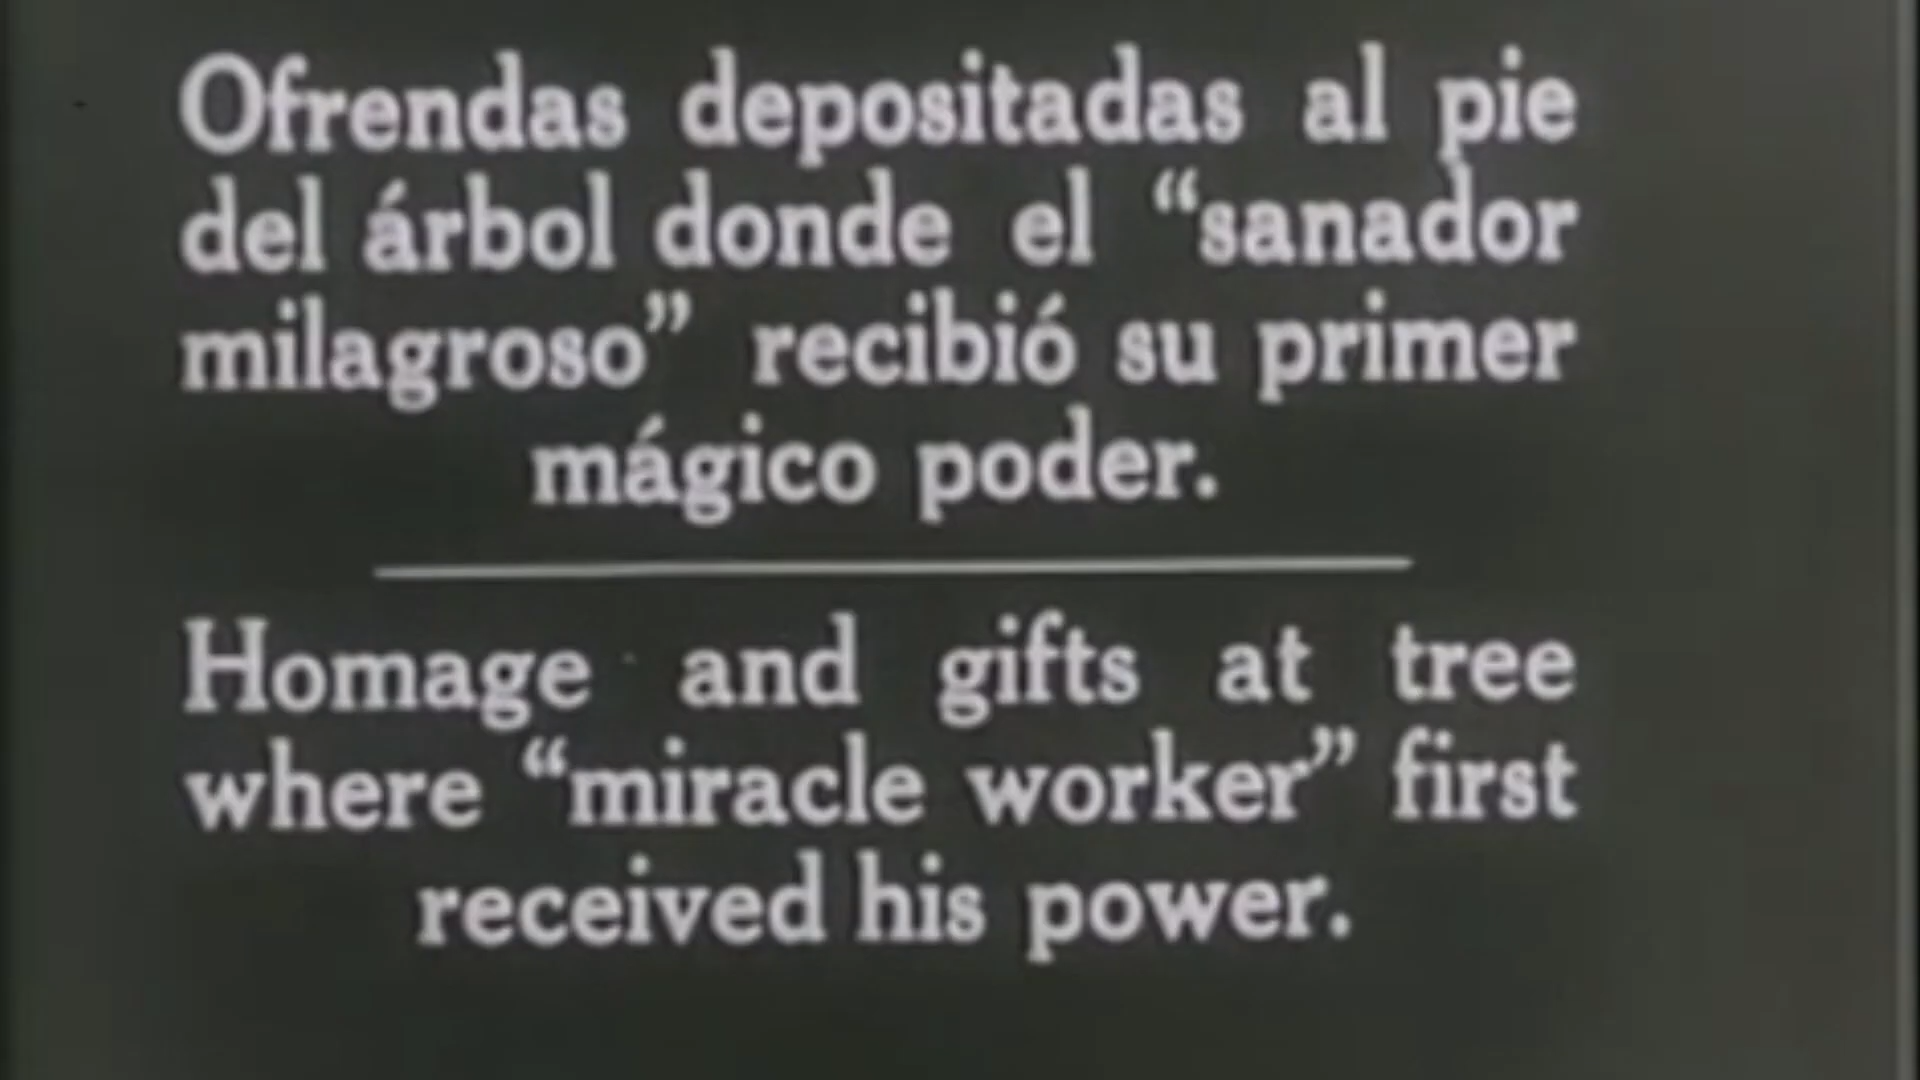 Ofrendas depositadas al pie
del árbol donde el “sanador
milagroso” recibió su primer
mágico poder.
Homage and gifts at tree
where “miracle worker” first
received his power.